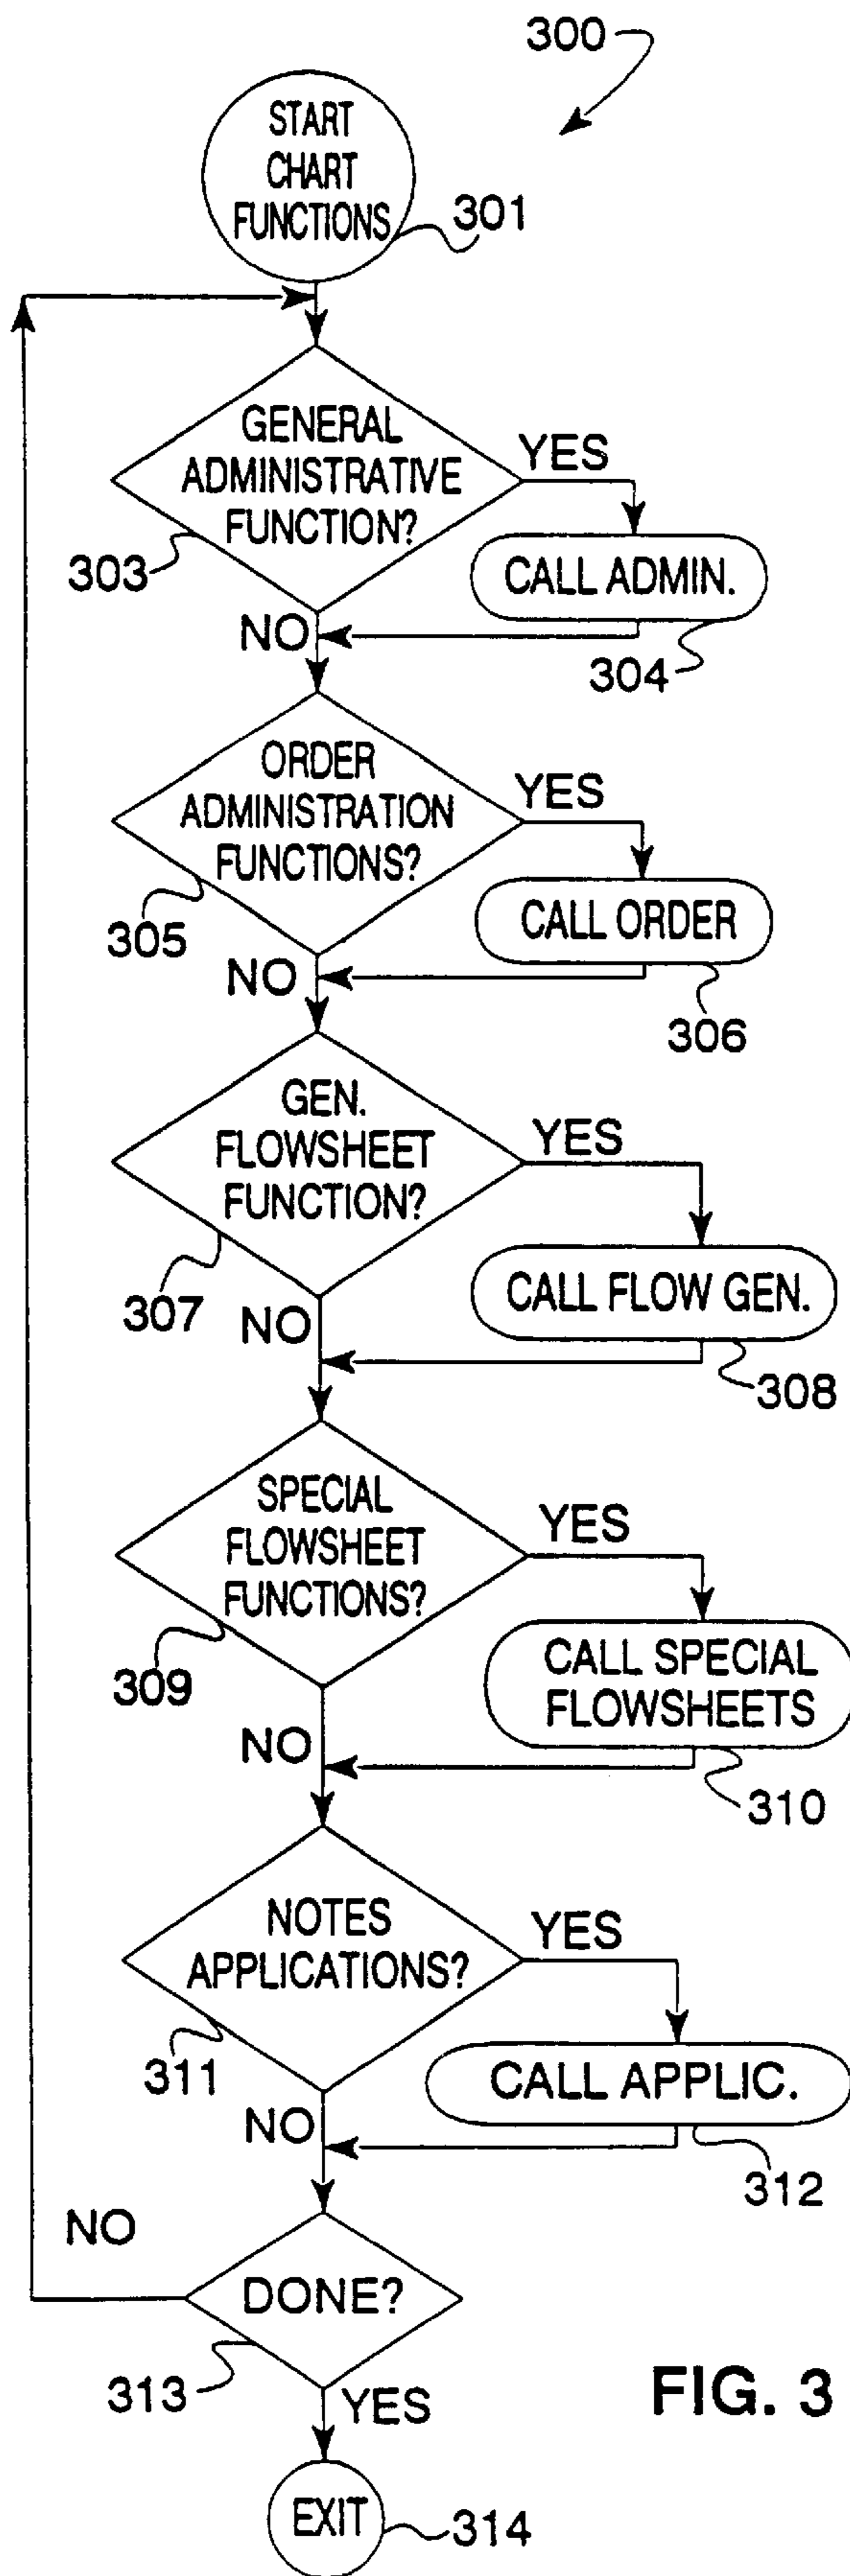 300
START
CHART
FUNCTIONS
301
GENERAL
ADMINISTRATIVE
FUNCTION?
YES
303
CALL ADMIN.
NO
304
ORDER
ADMINISTRATION
FUNCTIONS?
YES
305
CALL ORDER
NO
306
GEN.
FLOWSHEET
FUNCTION?
YES
307
CALL FLOW GEN.
NO
308
SPECIAL
FLOWSHEET
FUNCTIONS?
YES
309
CALL SPECIAL
FLOWSHEETS
NO
310
NOTES
APPLICATIONS?
YES
311
CALL APPLIC.
NO
312
NO
DONE?
313
YES
FIG. 3
EXIT
314